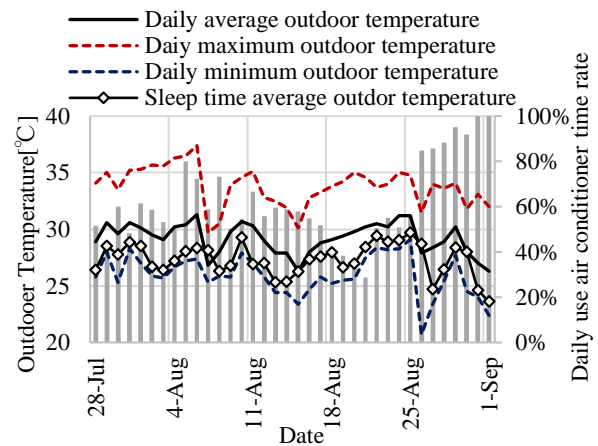 Daily average outdoor temperature
Daiy maximum outdoor temperature
Daily minimum outdoor temperature
Sleep time average outdor temperature
Outdooer Temperature[℃]
40
35
30
25
20
100%
80%
60%
40%
20%
0%
Daily use air conditioner time rate
28-Jul
4-Aug
11-Aug
18-Aug
25-Aug
1-Sep
Date